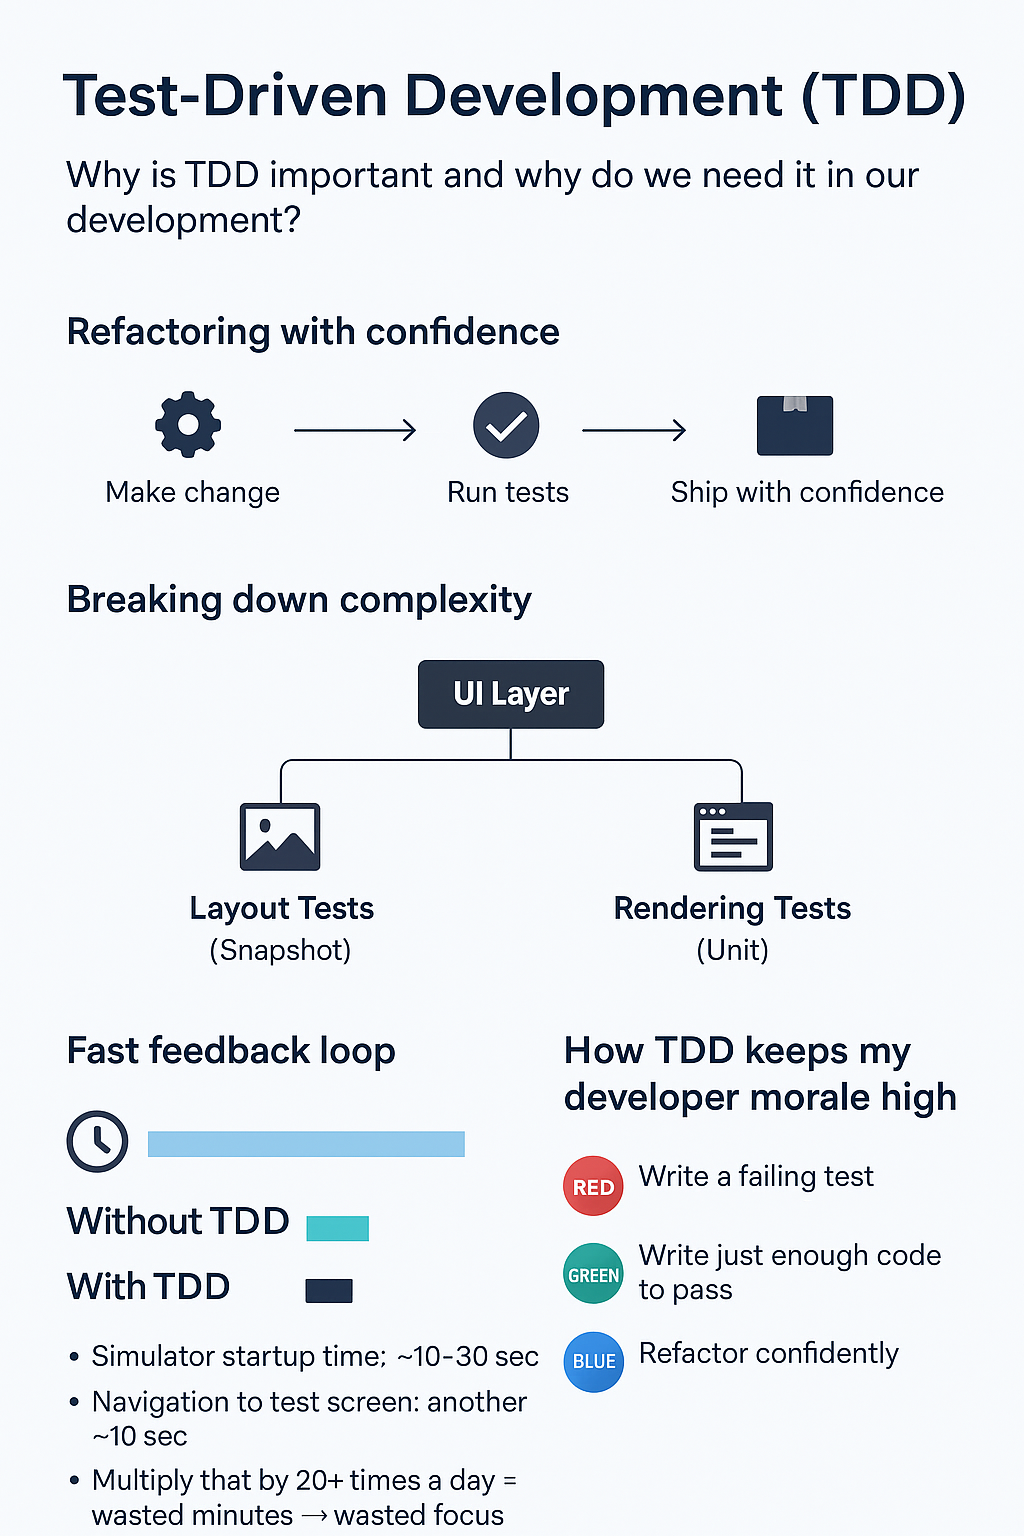 Test-Driven Development (TDD)
Why is TDD important and why do we need it in our
development?
Refactoring with confidence
Make change
Run tests
Ship with confidence
Breaking down complexity
UI Layer
Layout Tests
(Snapshot)
Rendering Tests
(Unit)
Fast feedback loop
Without TDD
With TDD
• Simulator startup time; ~10-30 sec
• Navigation to test screen: another
~10 sec
• Multiply that by 20+ times a day =
wasted minutes → wasted focus
How TDD keeps my
developer morale high
RED
Write a failing test
GREEN
Write just enough code
to pass
BLUE
Refactor confidently